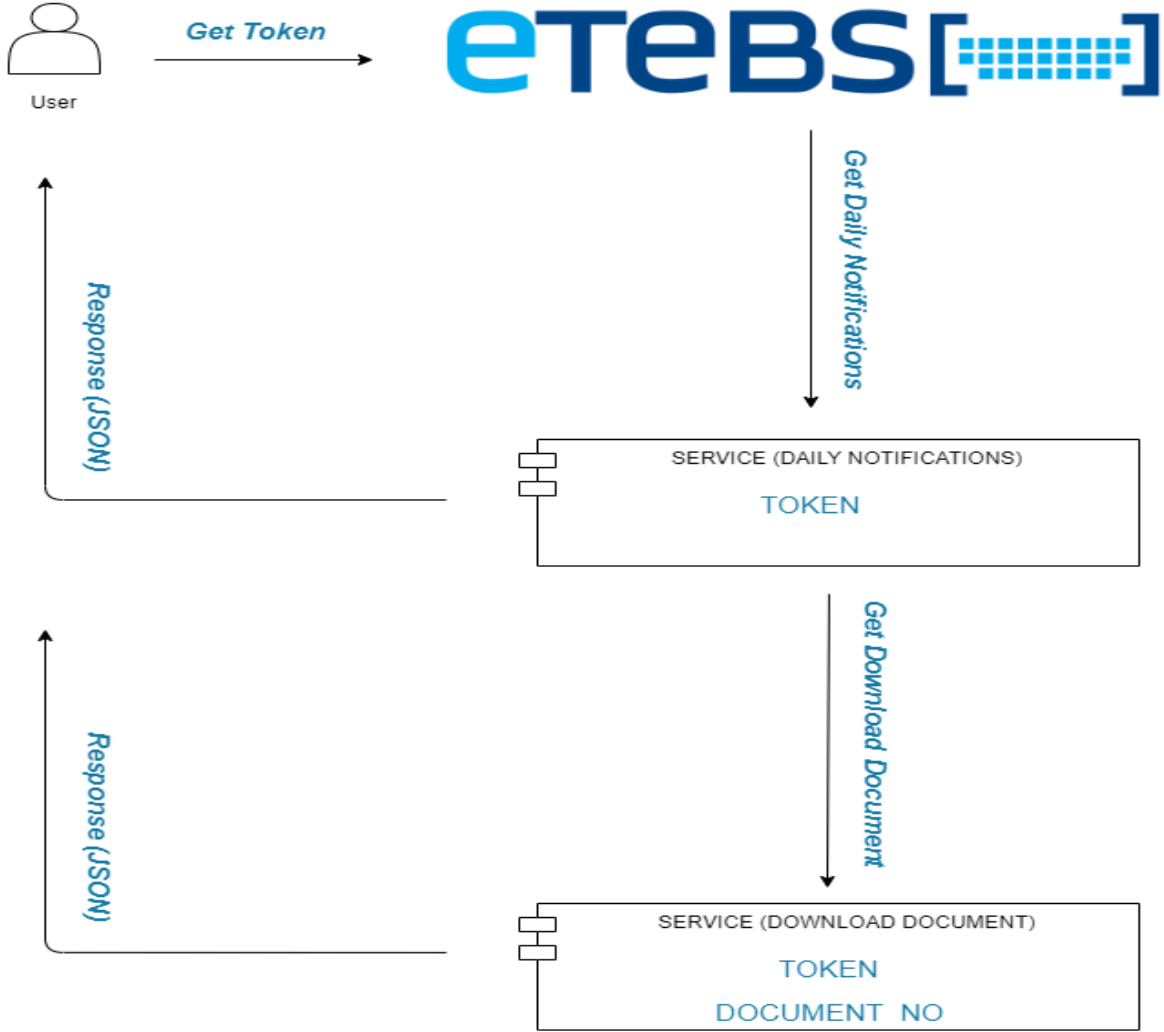 Get Token
eTeBS
User
Get Daily Notifications
Response (JSON)
SERVICE (DAILY NOTIFICATIONS)
TOKEN
Get Download Document
Response (JSON)
SERVICE (DOWNLOAD DOCUMENT)
TOKEN
DOCUMENT NO